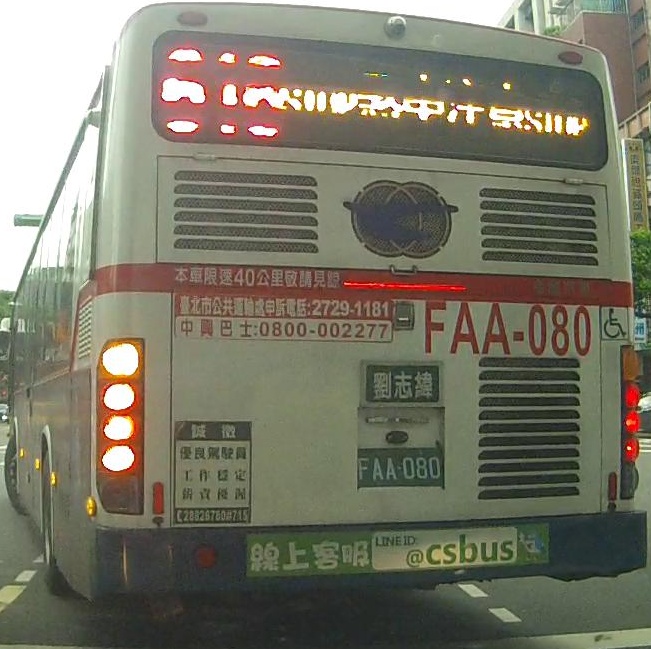 本車限速40公里敬請見諒
臺北市公共運輸處申訴電話:2729-1181
中興巴士:0800-002277
FAA-080
劉志緯
FAA-080
誠徵
優良駕駛員
工作穩定
薪資優渥
28826780#715
線上客服
LINE ID:
@csbus